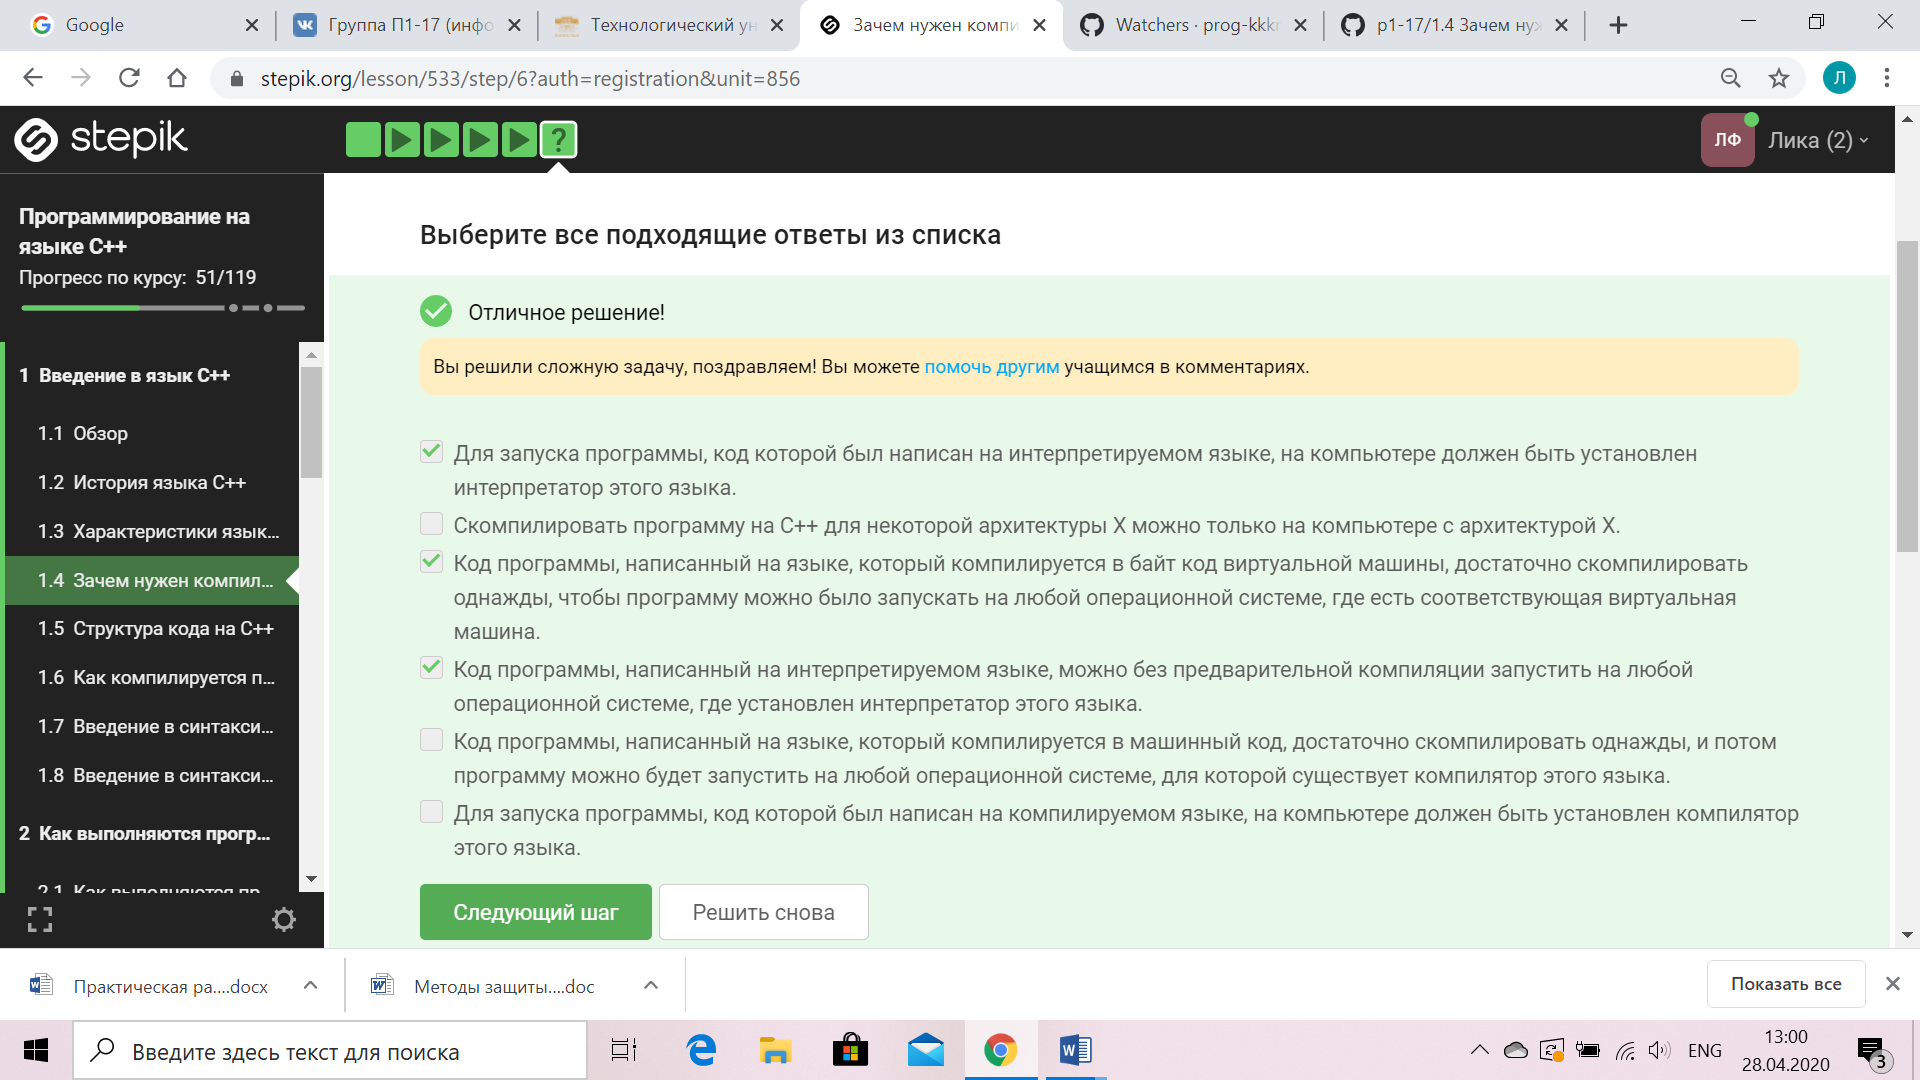 Google
Группа П1-17 (инфо
Технологический ун
Зачем нужен компи
Watchers · prog-kkk
p1-17/1.4 Зачем нуж
stepik.org/lesson/533/step/6?auth=registration&unit=856
Л
stepik
?
ЛФ
Лика (2)
Программирование на
языке C++
Прогресс по курсу: 51/119
1 Введение в язык C++
1.1 Обзор
1.2 История языка C++
1.3 Характеристики язык...
1.4 Зачем нужен компил...
1.5 Структура кода на C++
1.6 Как компилируется п...
1.7 Введение в синтакси...
1.8 Введение в синтакси...
2 Как выполняются прогр...
2.1 Как выполняются пр
Выберите все подходящие ответы из списка
Отличное решение!
Вы решили сложную задачу, поздравляем! Вы можете помочь другим учащимся в комментариях.
Для запуска программы, код которой был написан на интерпретируемом языке, на компьютере должен быть установлен
интерпретатор этого языка.
Скомпилировать программу на C++ для некоторой архитектуры X можно только на компьютере с архитектурой X.
Код программы, написанный на языке, который компилируется в байт код виртуальной машины, достаточно скомпилировать
однажды, чтобы программу можно было запускать на любой операционной системе, где есть соответствующая виртуальная
машина.
Код программы, написанный на интерпретируемом языке, можно без предварительной компиляции запустить на любой
операционной системе, где установлен интерпретатор этого языка.
Код программы, написанный на языке, который компилируется в машинный код, достаточно скомпилировать однажды, и потом
программу можно будет запустить на любой операционной системе, для которой существует компилятор этого языка.
Для запуска программы, код которой был написан на компилируемом языке, на компьютере должен быть установлен компилятор
этого языка.
Следующий шаг
Решить снова
Практическая ра....docx
Методы защиты....doc
Показать все
Введите здесь текст для поиска
ENG
13:00
28.04.2020
3